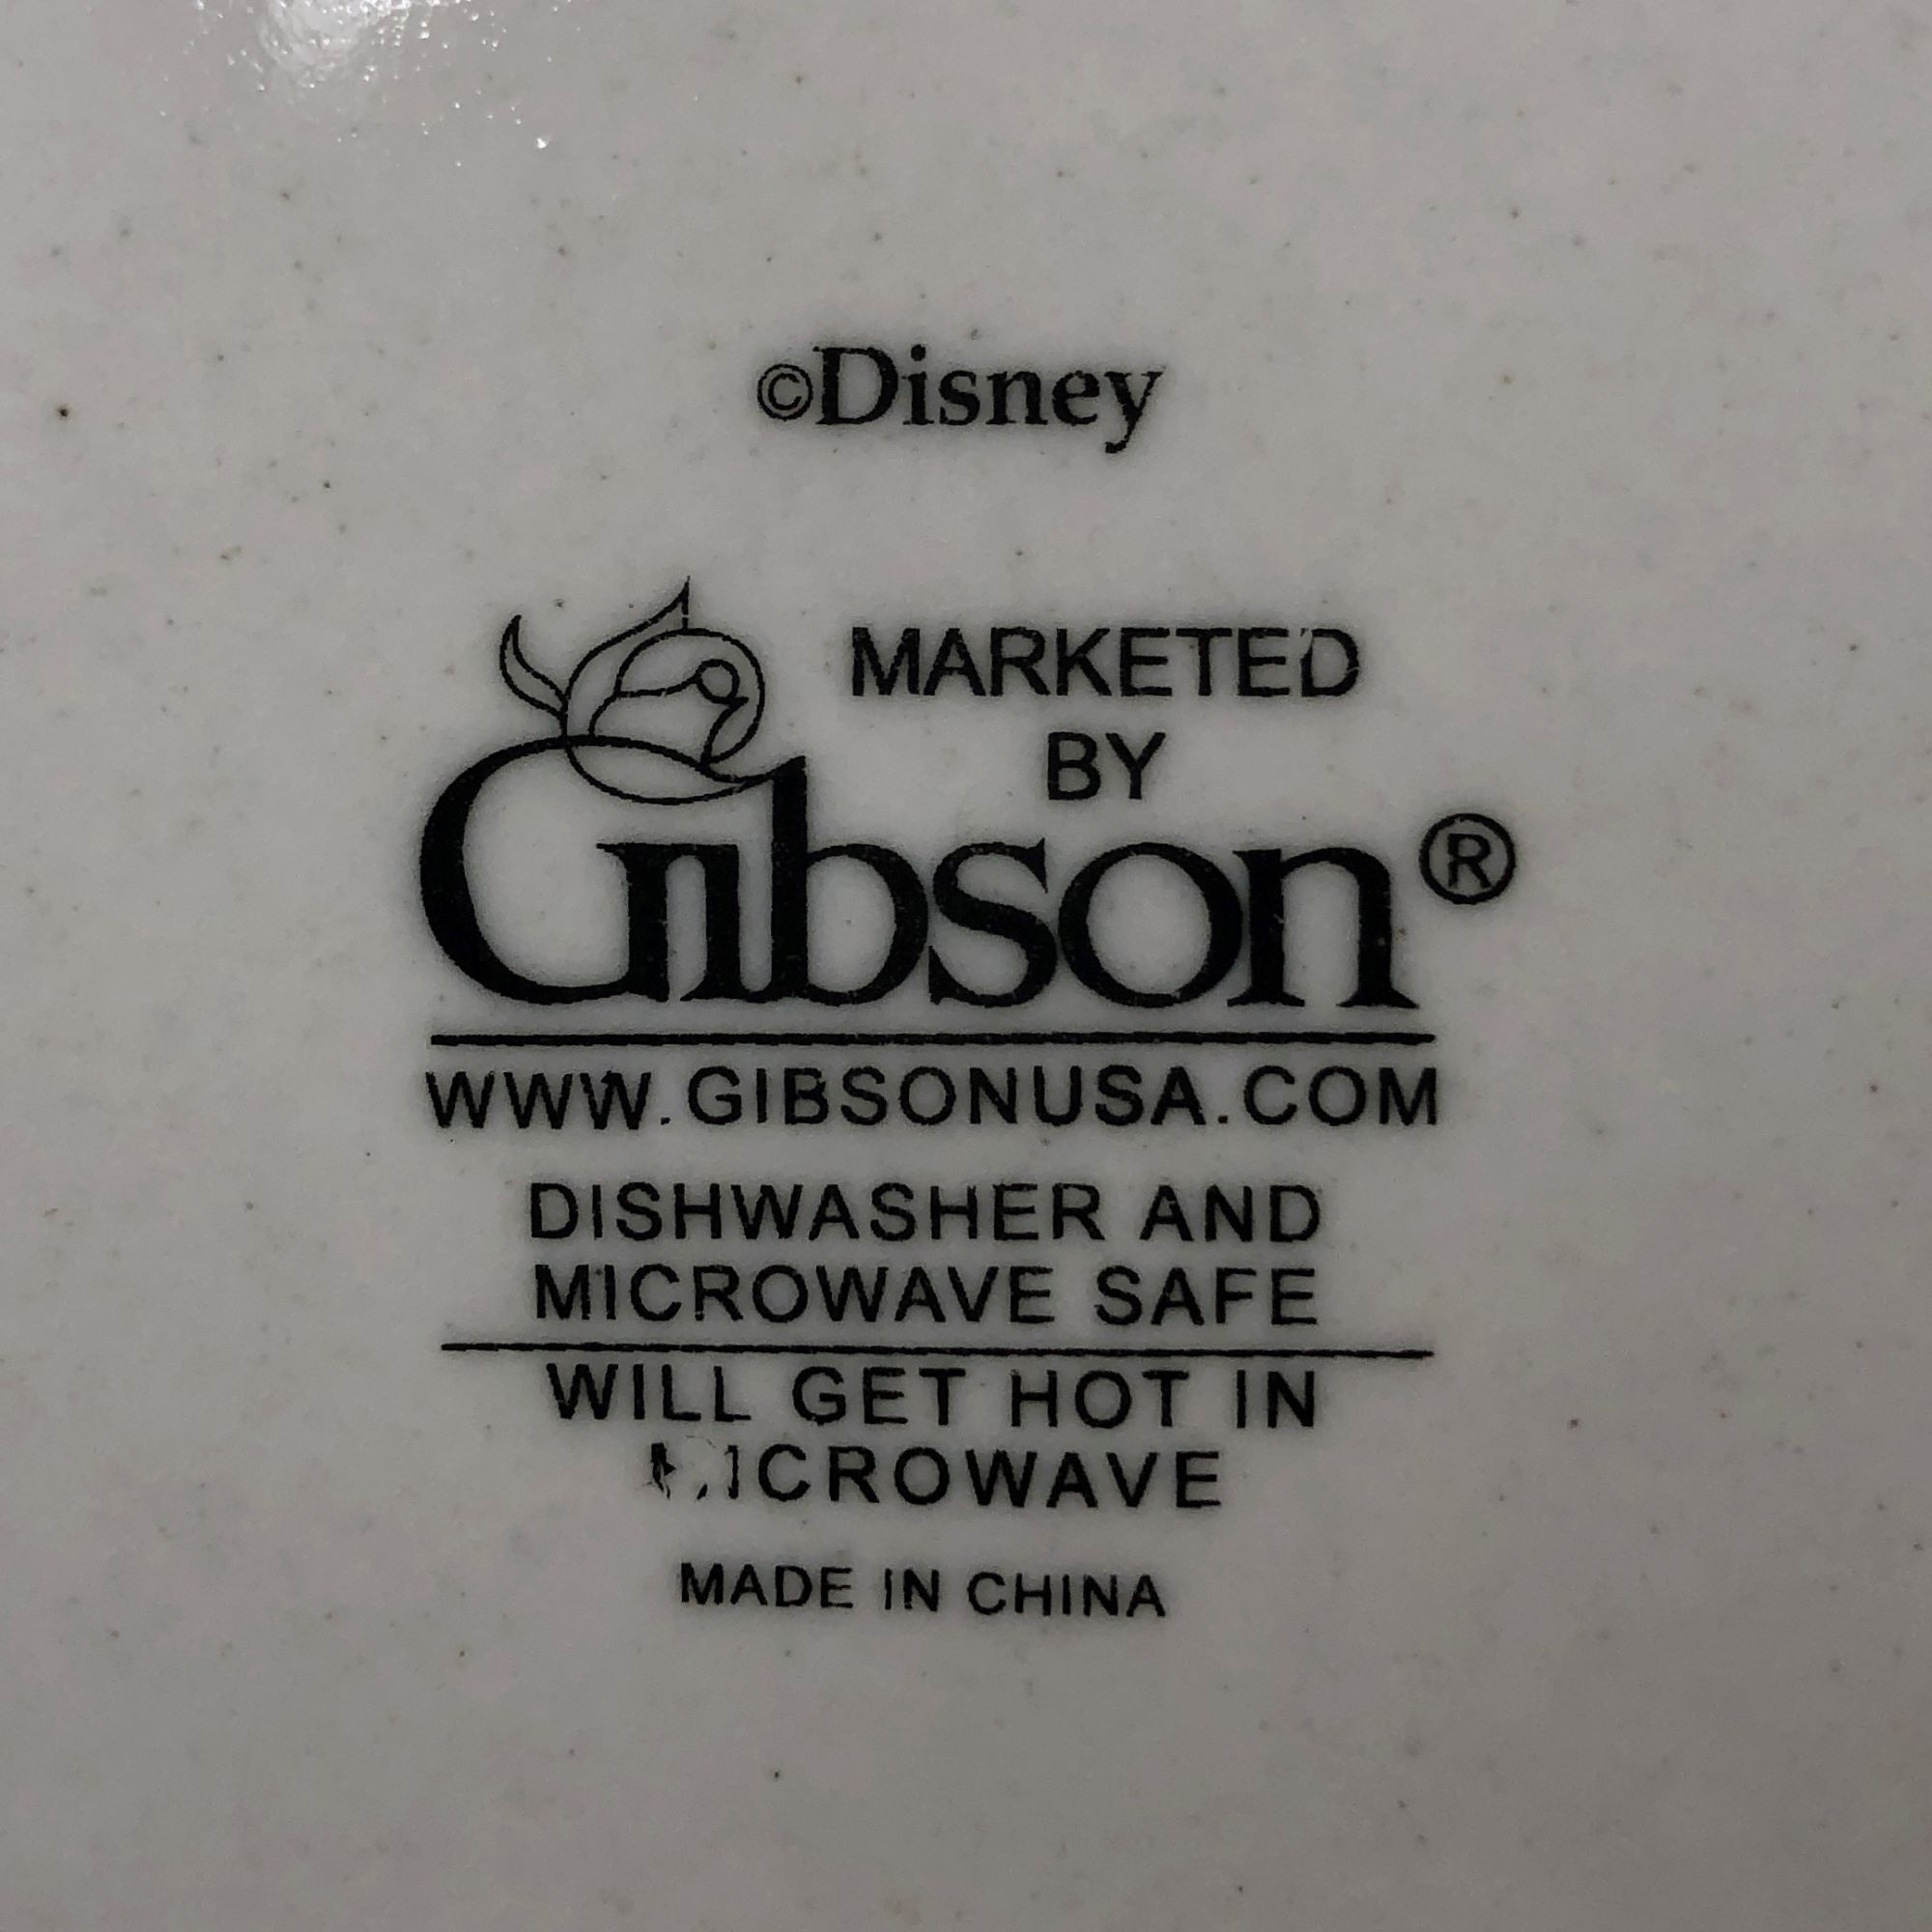 ©Disney
MARKETED
BY
Gibson®
WWW.GIBSONUSA.COM
DISHWASHER AND
MICROWAVE SAFE
WILL GET HOT IN
MICROWAVE
MADE IN CHINA